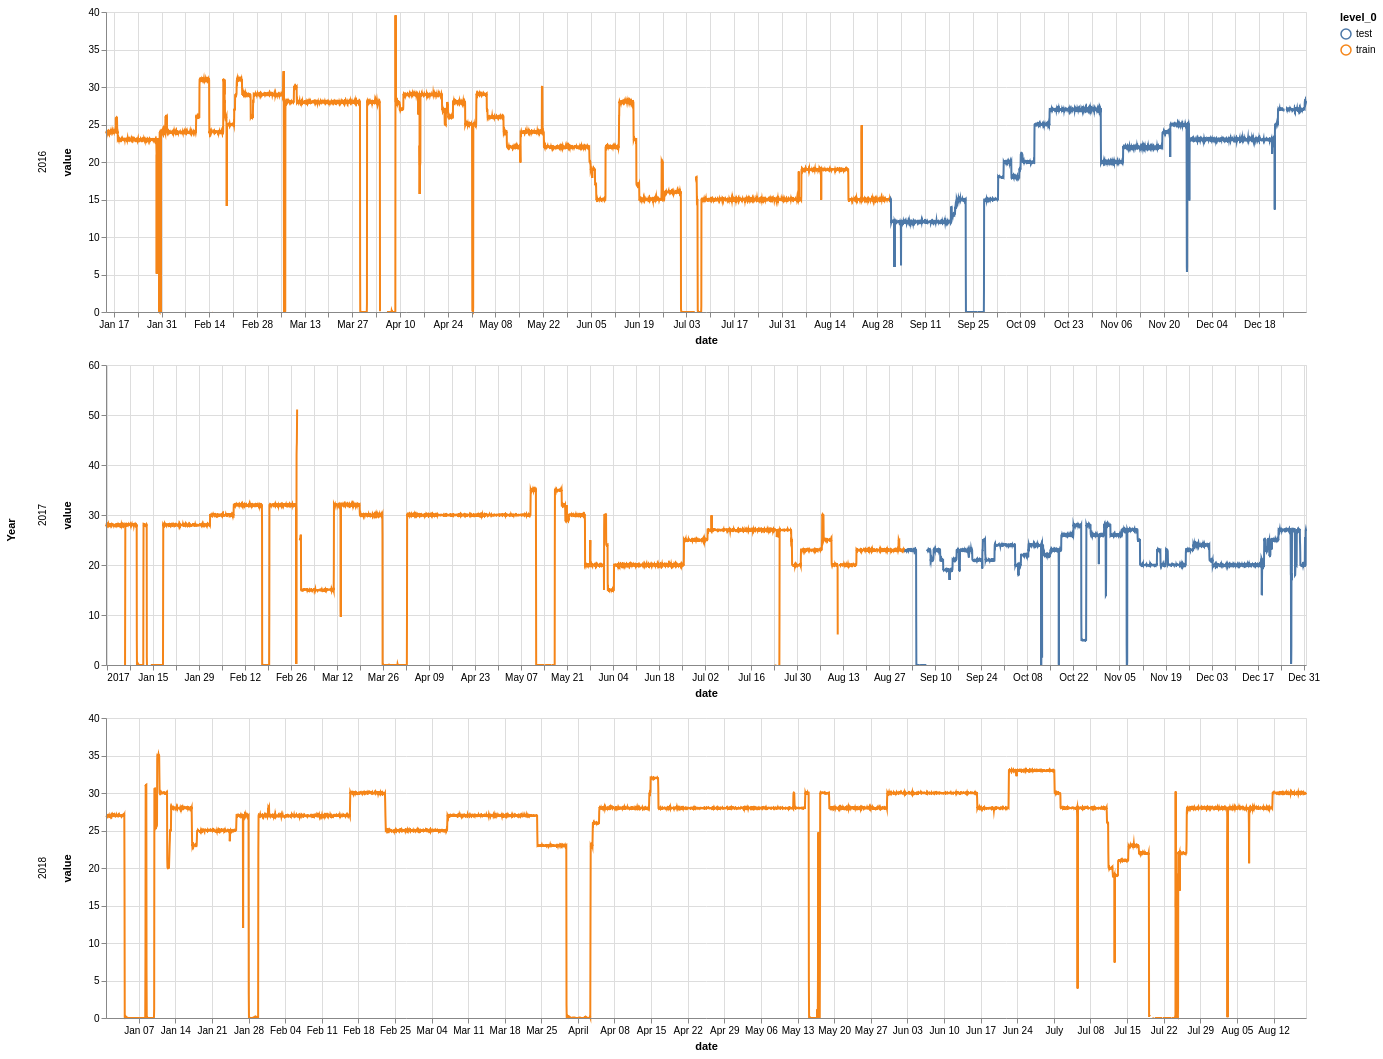 level_0
test
train
40
35
30
25
20
15
10
5
0
value
2016
Jan 17 Jan 31 Feb 14 Feb 28 Mar 13 Mar 27 Apr 10 Apr 24 May 08 May 22 Jun 05 Jun 19 Jul 03 Jul 17 Jul 31 Aug 14 Aug 28 Sep 11 Sep 25 Oct 09 Oct 23 Nov 06 Nov 20 Dec 04 Dec 18
date
60
50
40
30
20
10
0
value
2017
Year
2017 Jan 15 Jan 29 Feb 12 Feb 26 Mar 12 Mar 26 Apr 09 Apr 23 May 07 May 21 Jun 04 Jun 18 Jul 02 Jul 16 Jul 30 Aug 13 Aug 27 Sep 10 Sep 24 Oct 08 Oct 22 Nov 05 Nov 19 Dec 03 Dec 17 Dec 31
date
40
35
30
25
20
15
10
5
0
value
2018
Jan 07 Jan 14 Jan 21 Jan 28 Feb 04 Feb 11 Feb 18 Feb 25 Mar 04 Mar 11 Mar 18 Mar 25 April Apr 08 Apr 15 Apr 22 Apr 29 May 06 May 13 May 20 May 27 Jun 03 Jun 10 Jun 17 Jun 24 July Jul 08 Jul 15 Jul 22 Jul 29 Aug 05 Aug 12
date